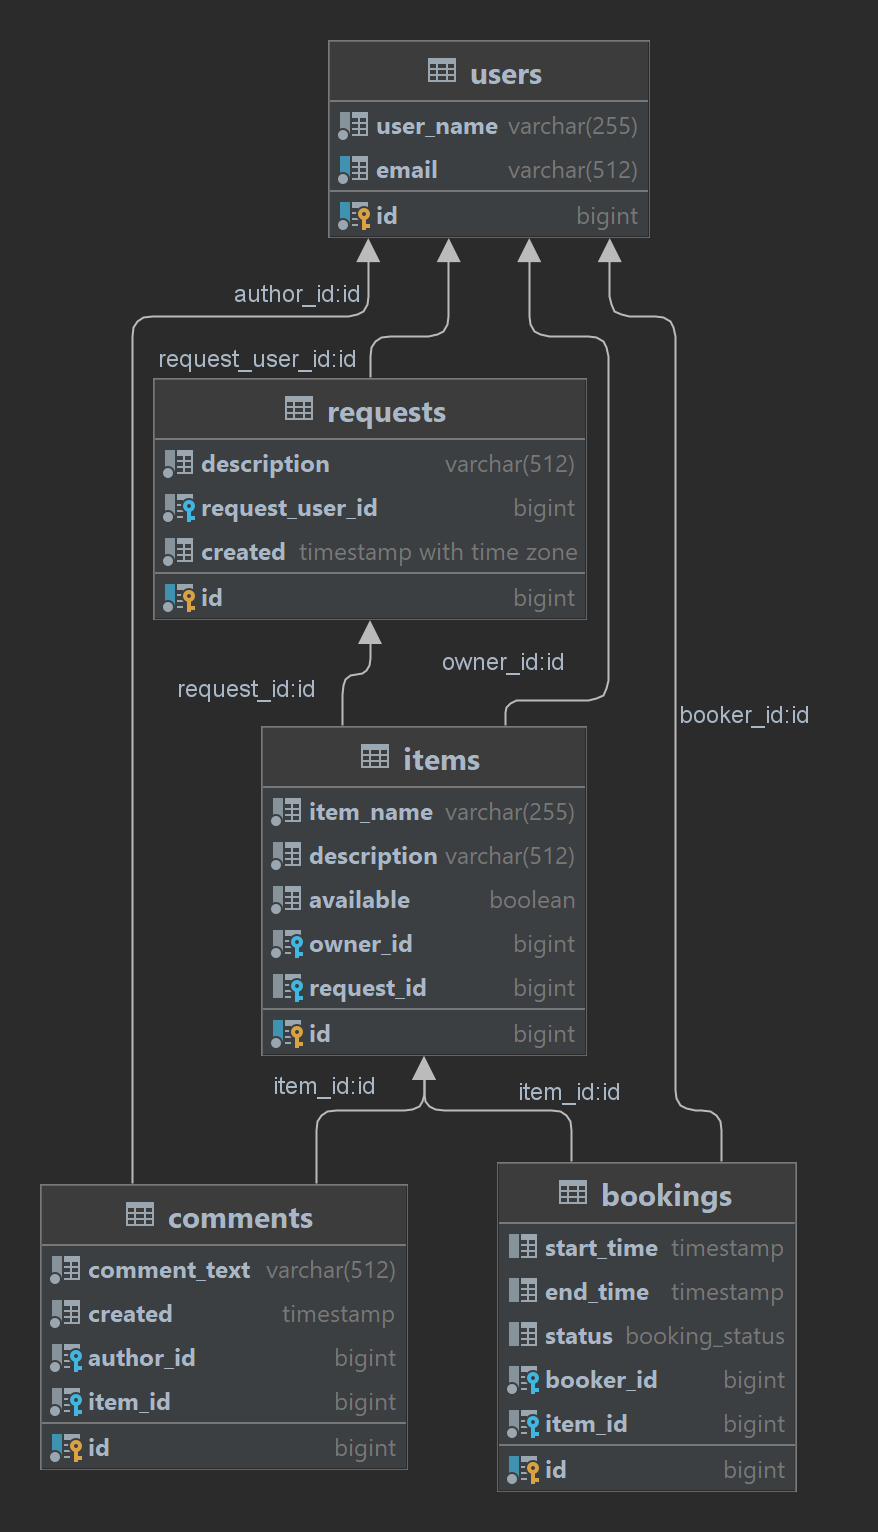 users
user_name varchar(255)
email varchar(512)
id bigint
author_id:id
request_user_id:id
requests
description varchar(512)
request_user_id bigint
created timestamp with time zone
id bigint
owner_id:id
request_id:id
booker_id:id
items
item_name varchar(255)
description varchar(512)
available boolean
owner_id bigint
request_id bigint
id bigint
item_id:id
item_id:id
comments
comment_text varchar(512)
created timestamp
author_id bigint
item_id bigint
id bigint
bookings
start_time timestamp
end_time timestamp
status booking_status
booker_id bigint
item_id bigint
id bigint